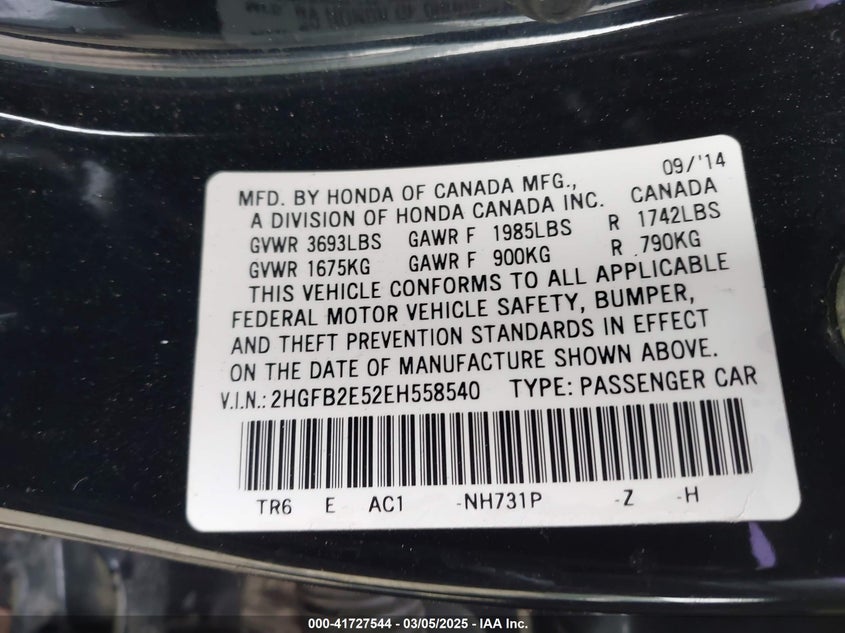 09/'14
MFD. BY HONDA OF CANADA MFG.,
A DIVISION OF HONDA CANADA INC. CANADA
GVWR 3693LBS GAWR F 1985LBS R 1742LBS
GVWR 1675KG GAWR F 900KG R 790KG
THIS VEHICLE CONFORMS TO ALL APPLICABLE
FEDERAL MOTOR VEHICLE SAFETY, BUMPER,
AND THEFT PREVENTION STANDARDS IN EFFECT
ON THE DATE OF MANUFACTURE SHOWN ABOVE.
V.I.N.: 2HGFB2E52EH558540 TYPE: PASSENGER CAR
TR6 E AC1 -NH731P -Z -H
000-41727544 - 03/05/2025 - IAA Inc.